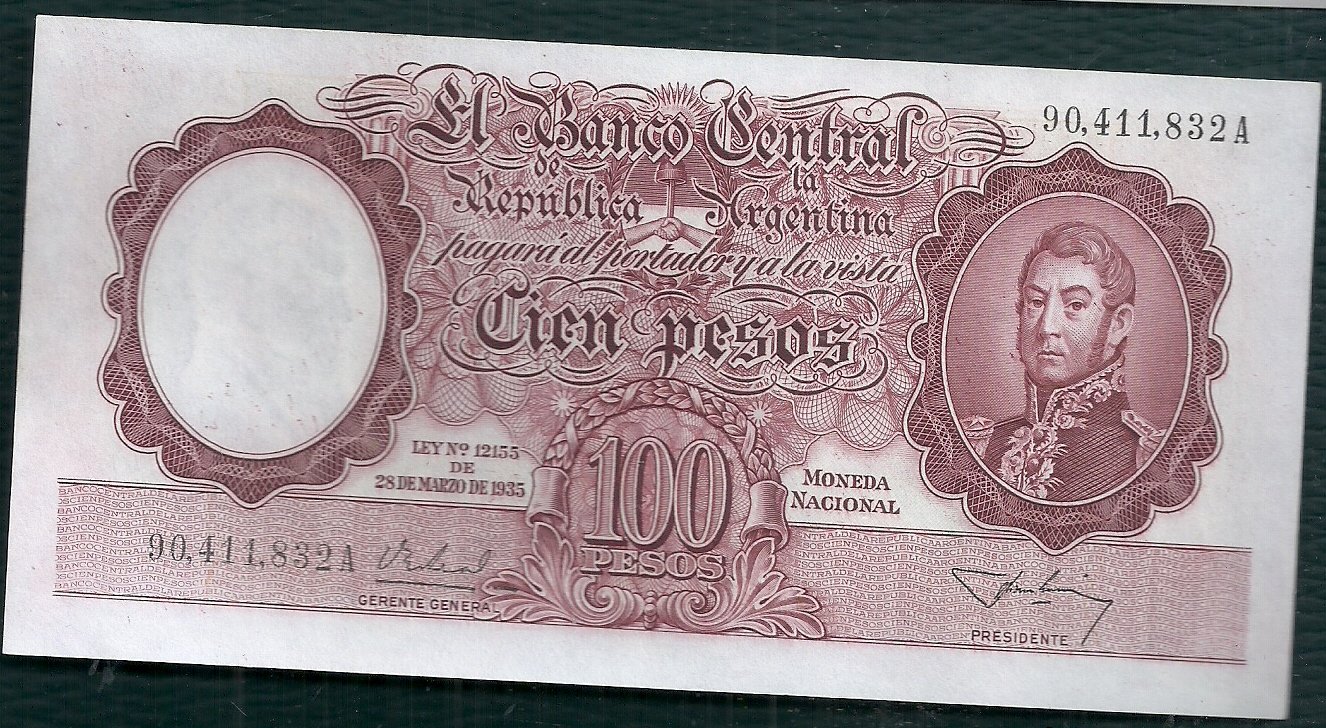 El Banco Central
de la
República Argentina
pagará al portador y a la vista
Cien pesos
90,411,832A
LEY Nº 12155
DE
28 DE MARZO DE 1935
100
PESOS
MONEDA
NACIONAL
90,411,832A
GERENTE GENERAL
PRESIDENTE